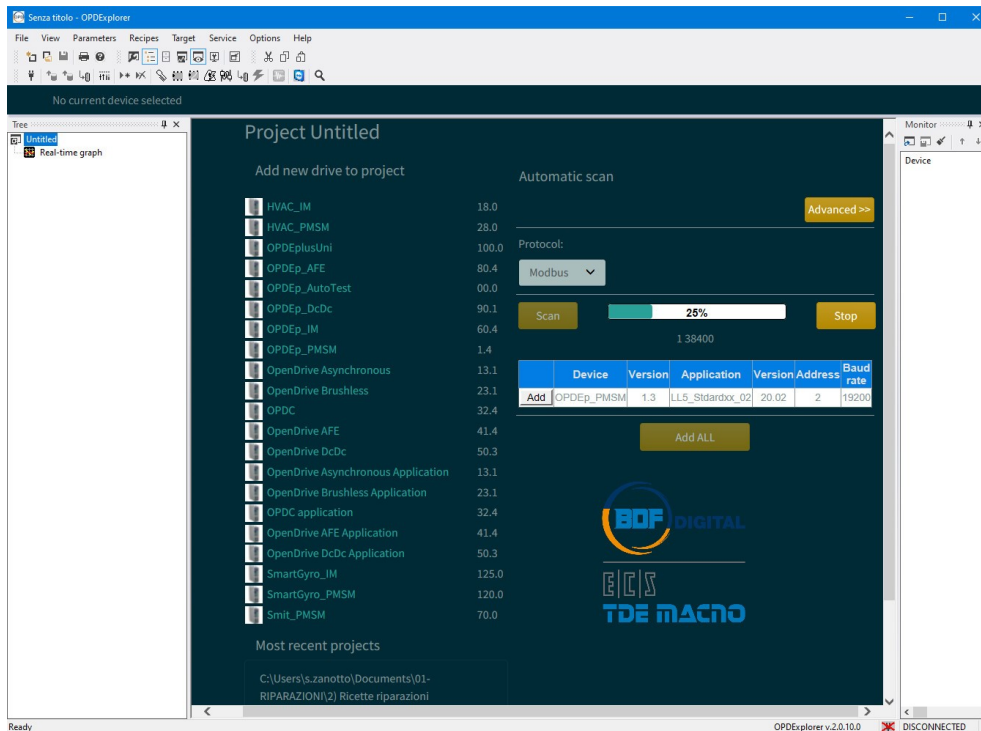 Senza titolo - OPDExplorer
File View Parameters Recipes Target Service Options Help
No current device selected
Tree
Untitled
Real-time graph
Project Untitled
Add new drive to project
HVAC_IM 18.0
HVAC_PMSM 28.0
OPDEplusUni 100.0
OPDEp_AFE 80.4
OPDEp_AutoTest 00.0
OPDEp_DcDc 90.1
OPDEp_IM 60.4
OPDEp_PMSM 1.4
OpenDrive Asynchronous 13.1
OpenDrive Brushless 23.1
OPDC 32.4
OpenDrive AFE 41.4
OpenDrive DcDc 50.3
OpenDrive Asynchronous Application 13.1
OpenDrive Brushless Application 23.1
OPDC application 32.4
OpenDrive AFE Application 41.4
OpenDrive DcDc Application 50.3
SmartGyro_IM 125.0
SmartGyro_PMSM 120.0
Smit_PMSM 70.0
Most recent projects
C:\Users\s.zanotto\Documents\01-
RIPARAZIONI\2) Ricette riparazioni
Automatic scan
Advanced >>
Protocol:
Modbus
Scan 25% Stop
1 38400
Device Version Application Version Address Baud rate
Add OPDEp_PMSM 1.3 LL5_Stdardxx_02 20.02 2 19200
Add ALL
BDF DIGITAL
E|C|S
TDE MACNO
Monitor
Device
Ready
OPDExplorer v.2.0.10.0 DISCONNECTED